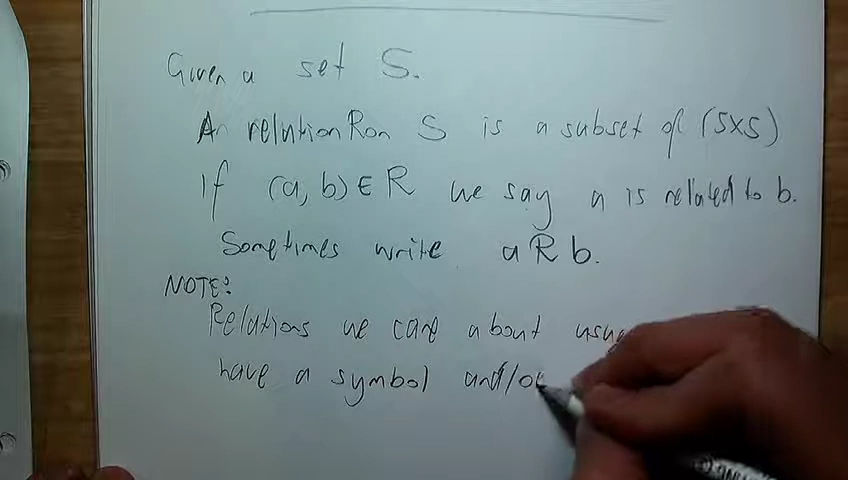 Given a set S.
An relation R on S is a subset of (S×S)
If (a, b) ∈ R we say a is related to b.
Sometimes write a R b.
NOTE:
Relations we care about
have a symbol and/or